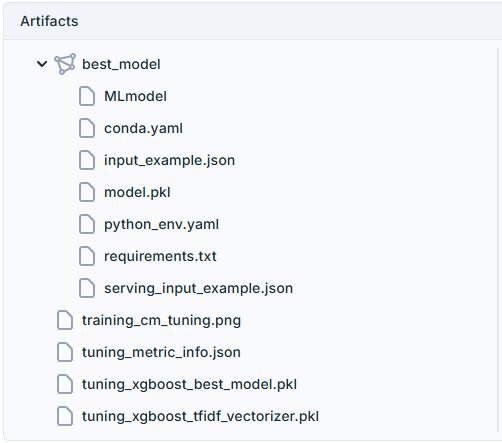 Artifacts
best_model
MLmodel
conda.yaml
input_example.json
model.pkl
python_env.yaml
requirements.txt
serving_input_example.json
training_cm_tuning.png
tuning_metric_info.json
tuning_xgboost_best_model.pkl
tuning_xgboost_tfidf_vectorizer.pkl